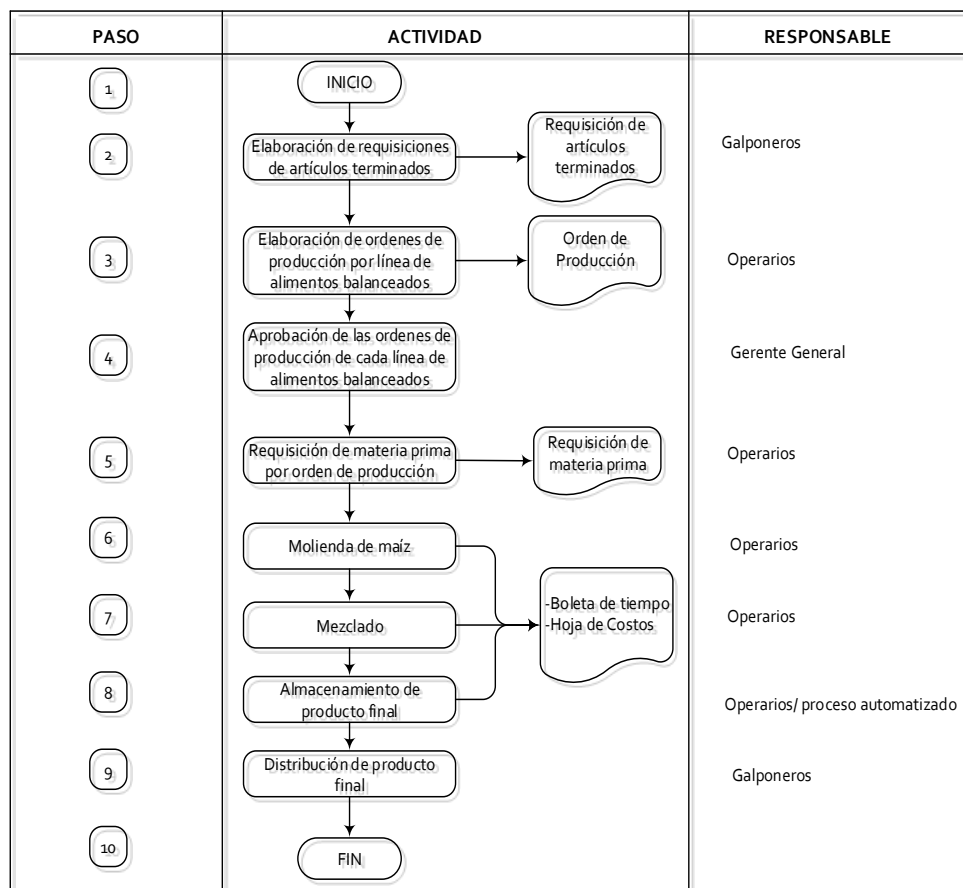 PASO ACTIVIDAD RESPONSABLE
1
INICIO
2
Elaboración de requisiciones
de artículos terminados
Requisición de
artículos
terminados
Galponeros
3
Elaboración de ordenes de
producción por línea de
alimentos balanceados
Orden de
Producción
Operarios
4
Aprobación de las ordenes de
producción de cada línea de
alimentos balanceados
Gerente General
5
Requisición de materia prima
por orden de producción
Requisición de
materia prima
Operarios
6
Molienda de maíz
Operarios
7
Mezclado
-Boleta de tiempo
-Hoja de Costos
Operarios
8
Almacenamiento de
producto final
Operarios/ proceso automatizado
9
Distribución de producto
final
Galponeros
10
FIN